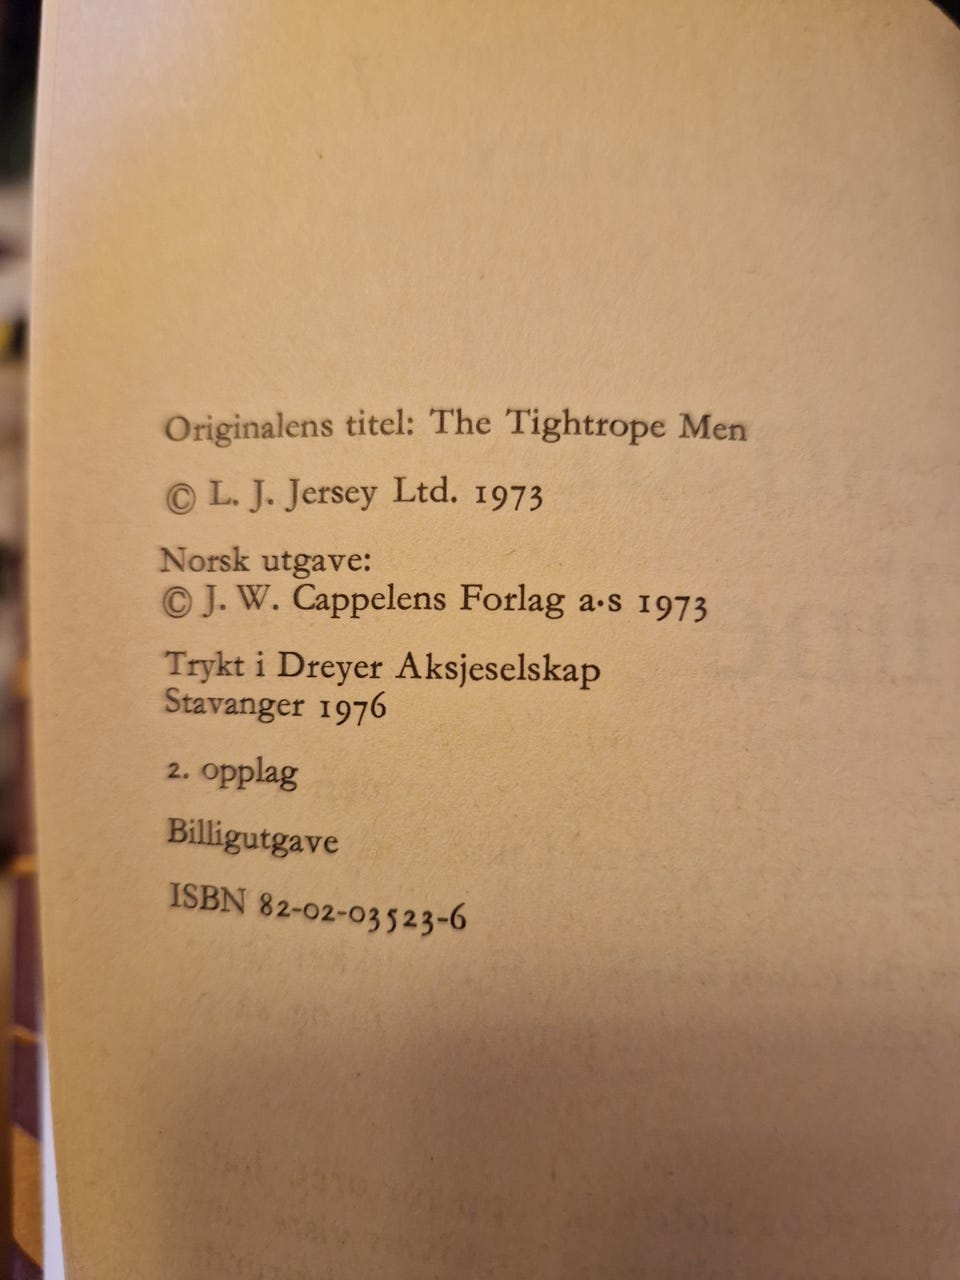 Originalens titel: The Tightrope Men
© L. J. Jersey Ltd. 1973
Norsk utgave:
© J. W. Cappelens Forlag a·s 1973
Trykt i Dreyer Aksjeselskap
Stavanger 1976
2. opplag
Billigutgave
ISBN 82-02-03523-6